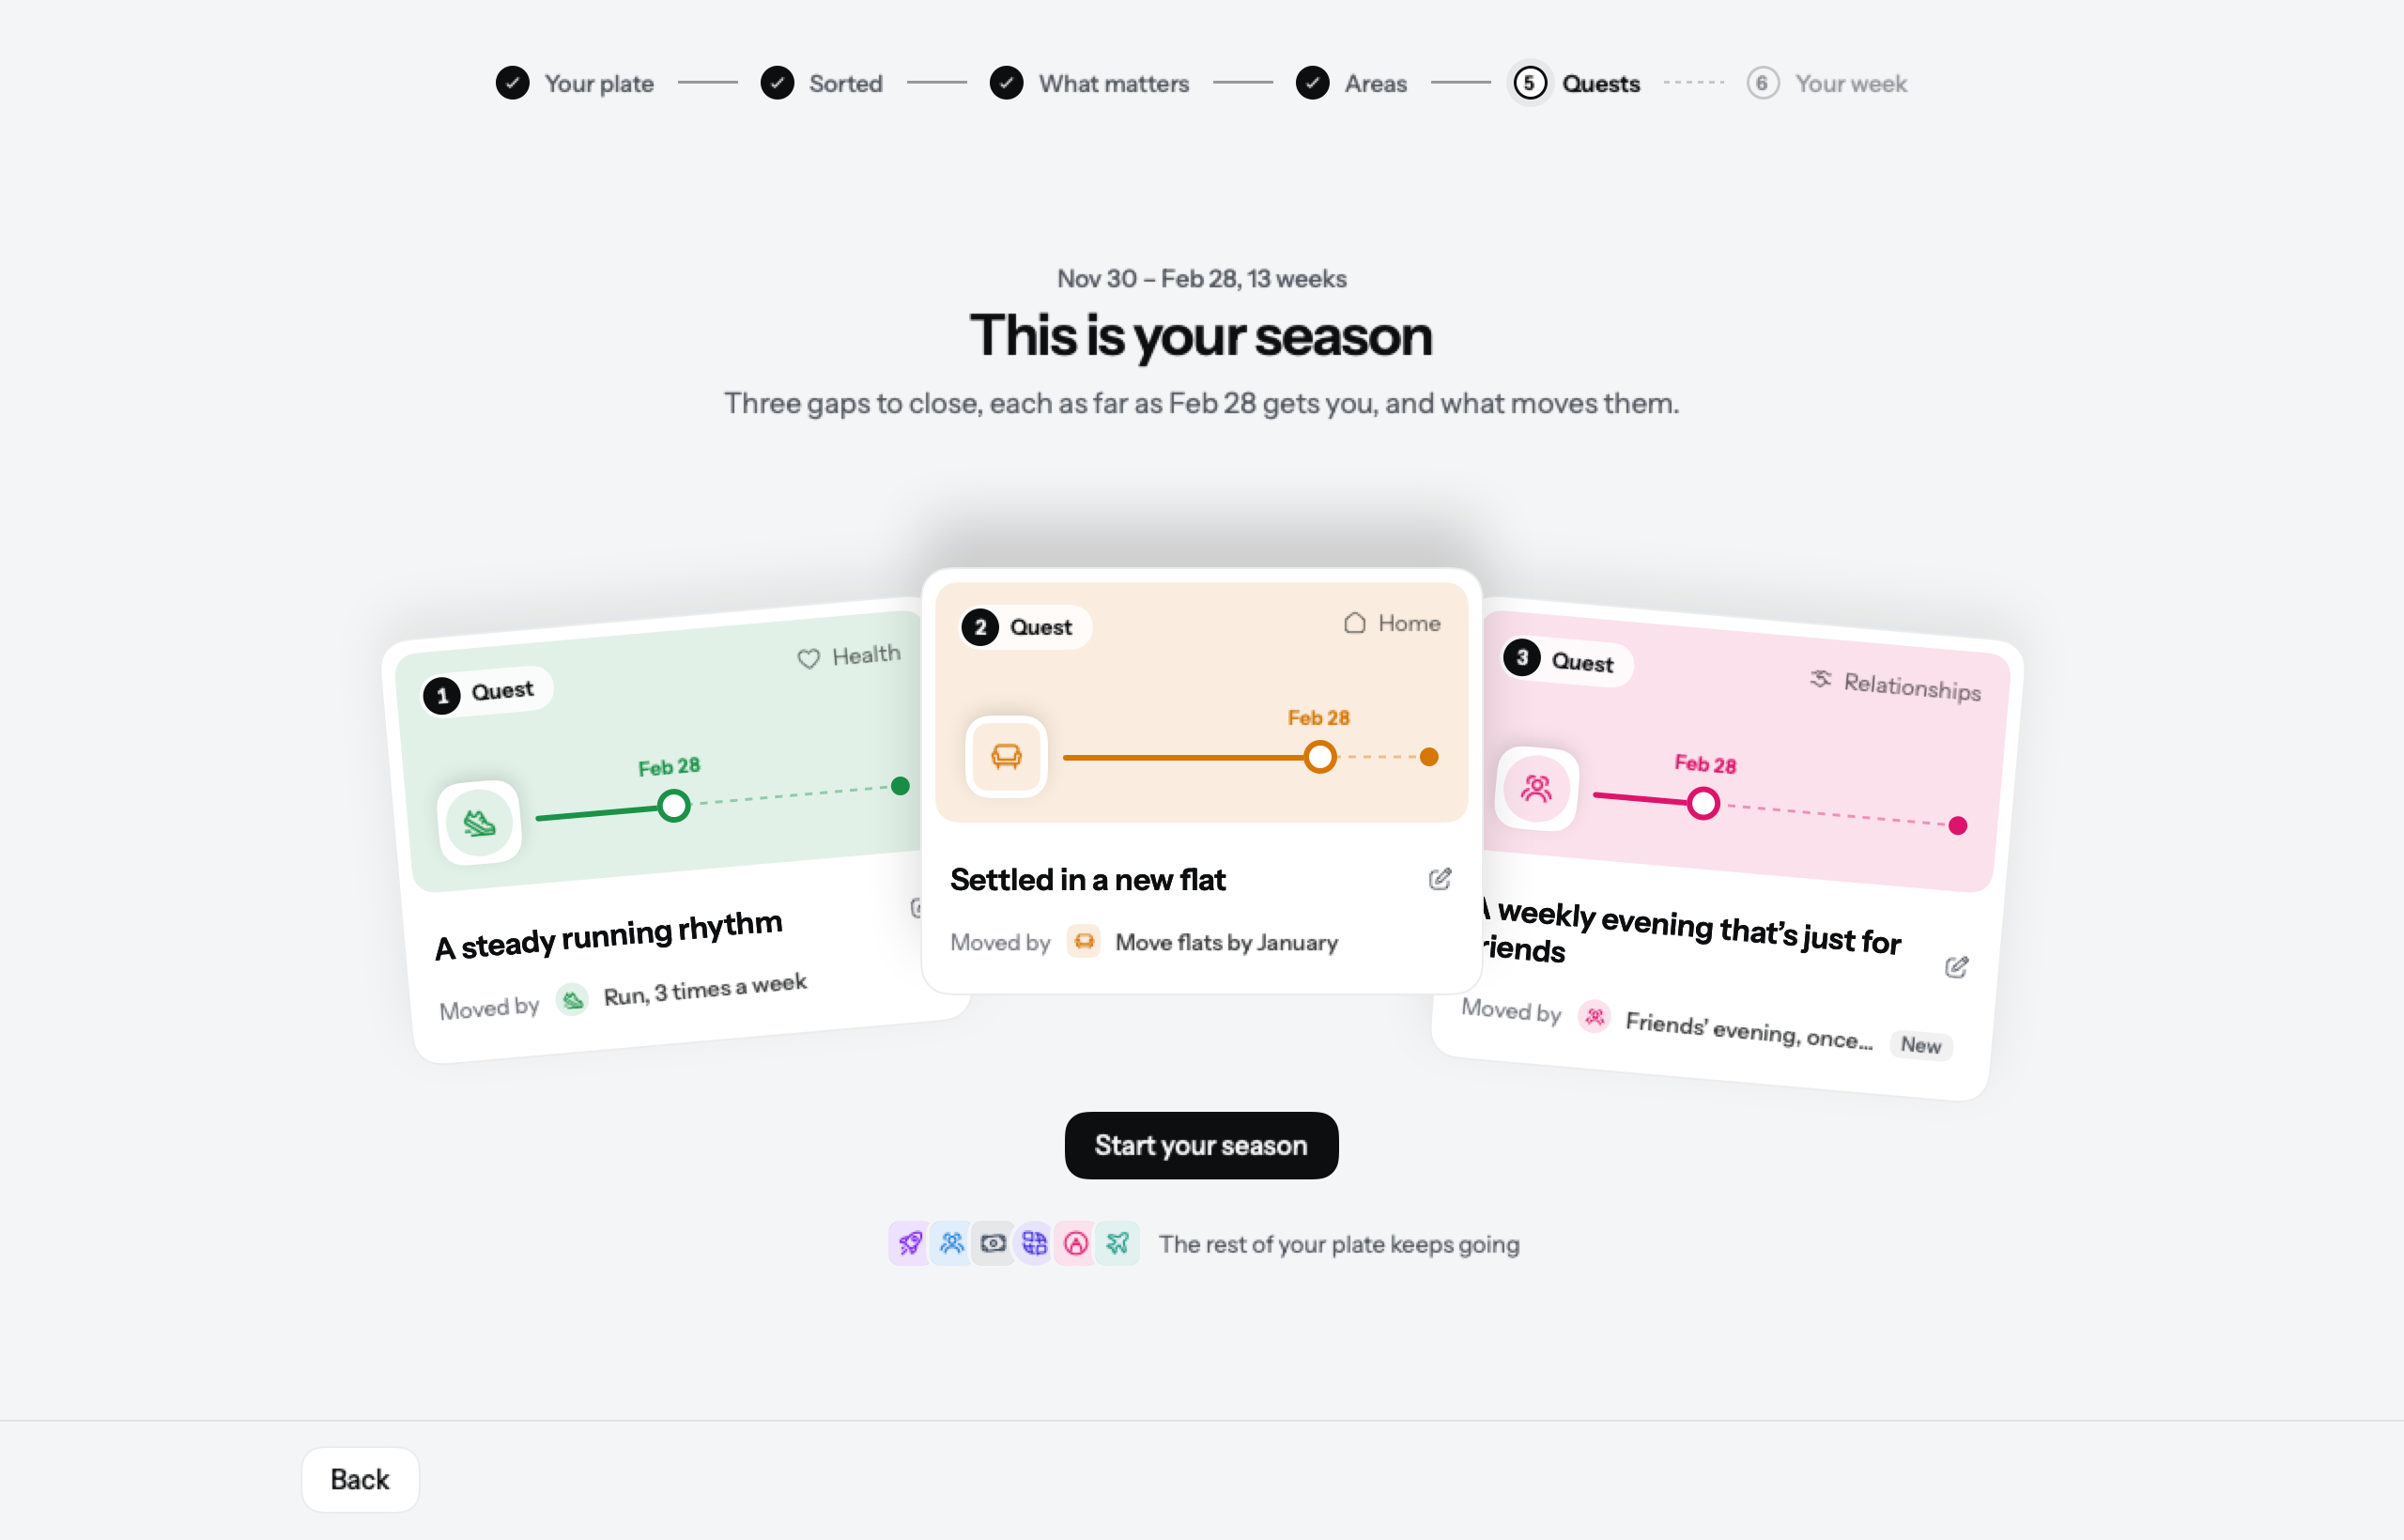 Your plate
Sorted
What matters
Areas
5 Quests
6 Your week
Nov 30 – Feb 28, 13 weeks
This is your season
Three gaps to close, each as far as Feb 28 gets you, and what moves them.
1 Quest
Health
Feb 28
A steady running rhythm
Moved by Run, 3 times a week
2 Quest
Home
Feb 28
Settled in a new flat
Moved by Move flats by January
3 Quest
Relationships
Feb 28
A weekly evening that’s just for
riends
Moved by Friends’ evening, once... New
Start your season
The rest of your plate keeps going
Back